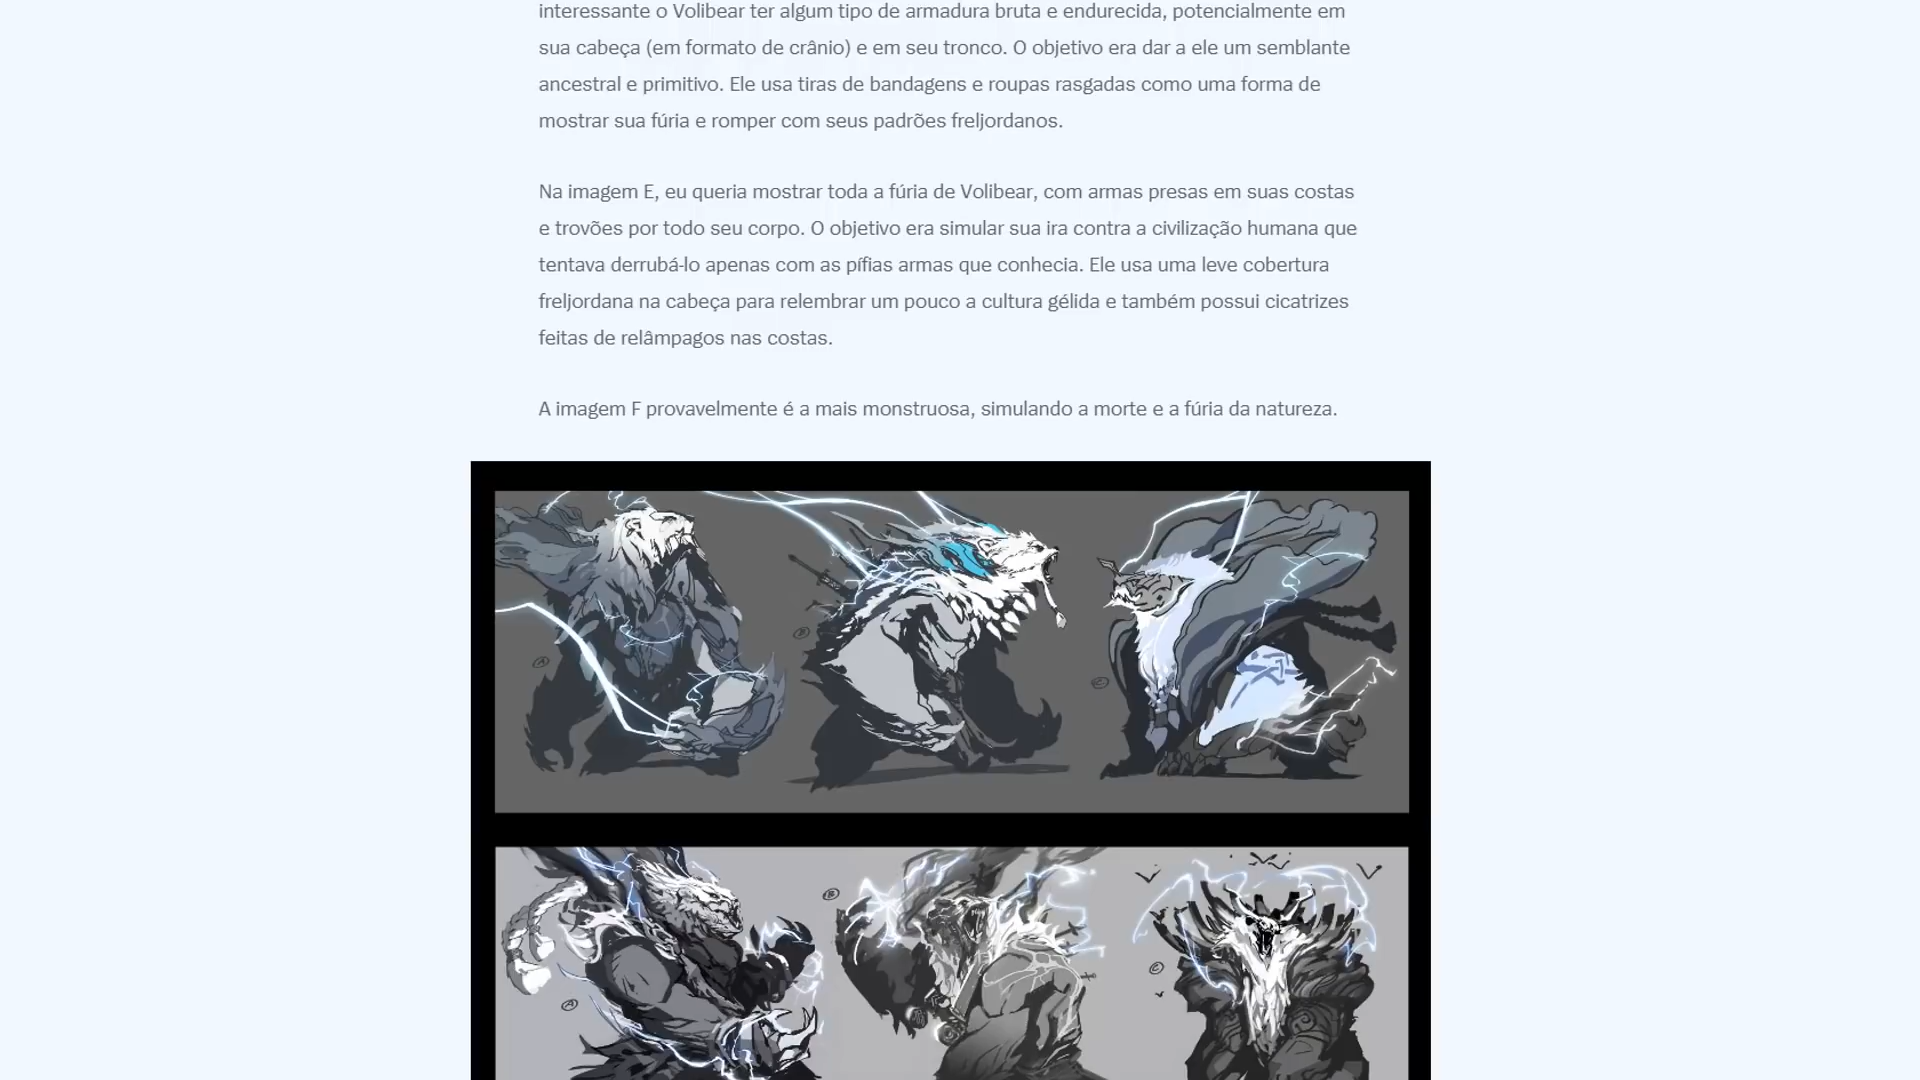 interessante o Volibear ter algum tipo de armadura bruta e endurecida, potencialmente em
sua cabeça (em formato de crânio) e em seu tronco. O objetivo era dar a ele um semblante
ancestral e primitivo. Ele usa tiras de bandagens e roupas rasgadas como uma forma de
mostrar sua fúria e romper com seus padrões freljordanos.
Na imagem E, eu queria mostrar toda a fúria de Volibear, com armas presas em suas costas
e trovões por todo seu corpo. O objetivo era simular sua ira contra a civilização humana que
tentava derrubá-lo apenas com as pífias armas que conhecia. Ele usa uma leve cobertura
freljordana na cabeça para relembrar um pouco a cultura gélida e também possui cicatrizes
feitas de relâmpagos nas costas.
A imagem F provavelmente é a mais monstruosa, simulando a morte e a fúria da natureza.
A
B
C
A
B
C